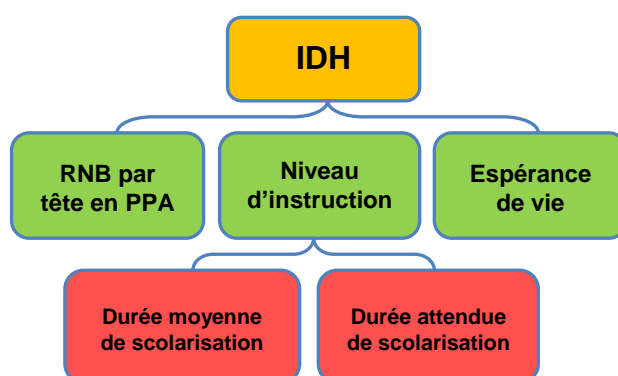 IDH
RNB par
tête en PPA
Niveau
d'instruction
Espérance
de vie
Durée moyenne
de scolarisation
Durée attendue
de scolarisation